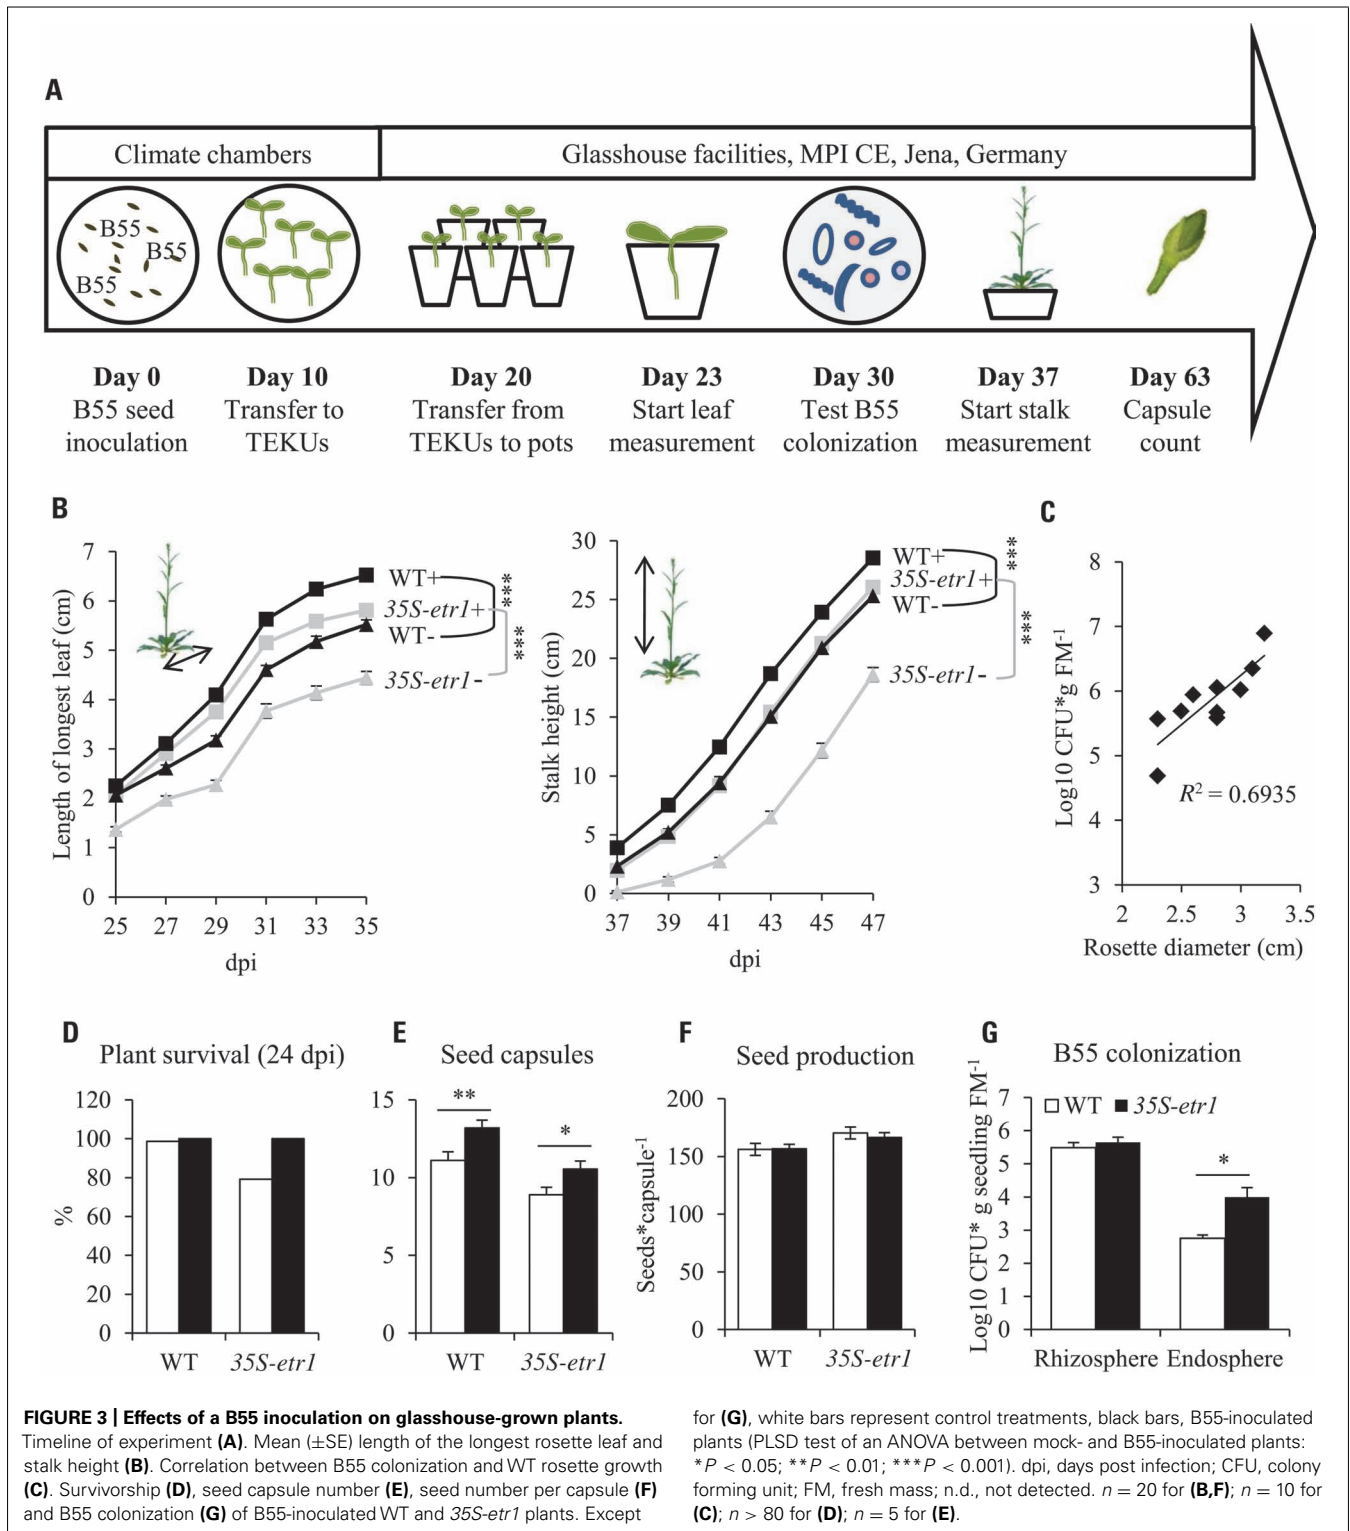 A
Climate chambers
Glasshouse facilities, MPI CE, Jena, Germany
B55
B55
B55
Day 0
B55 seed
inoculation
Day 10
Transfer to
TEKUs
Day 20
Transfer from
TEKUs to pots
Day 23
Start leaf
measurement
Day 30
Test B55
colonization
Day 37
Start stalk
measurement
Day 63
Capsule
count
B
Length of longest leaf (cm)
7
6
5
4
3
2
1
0
25 27 29 31 33 35
dpi
WT+
35S-etr1+
WT-
35S-etr1-
***
***
Stalk height (cm)
30
25
20
15
10
5
0
37 39 41 43 45 47
dpi
WT+
35S-etr1+
WT-
35S-etr1-
***
***
C
Log10 CFU*g FM-1
8
7
6
5
4
3
R2 = 0.6935
2 2.5 3 3.5
Rosette diameter (cm)
D
Plant survival (24 dpi)
%
120
100
80
60
40
20
0
WT 35S-etr1
E
Seed capsules
15
10
5
0
**
*
WT 35S-etr1
F
Seed production
Seeds*capsule-1
200
150
100
50
0
WT 35S-etr1
G
B55 colonization
Log10 CFU* g seedling FM-1
7
6
5
4
3
2
1
0
WT 35S-etr1
*
Rhizosphere Endosphere
FIGURE 3 | Effects of a B55 inoculation on glasshouse-grown plants.
Timeline of experiment (A). Mean (±SE) length of the longest rosette leaf and
stalk height (B). Correlation between B55 colonization and WT rosette growth
(C). Survivorship (D), seed capsule number (E), seed number per capsule (F)
and B55 colonization (G) of B55-inoculated WT and 35S-etr1 plants. Except
for (G), white bars represent control treatments, black bars, B55-inoculated
plants (PLSD test of an ANOVA between mock- and B55-inoculated plants:
*P < 0.05; **P < 0.01; ***P < 0.001). dpi, days post infection; CFU, colony
forming unit; FM, fresh mass; n.d., not detected. n = 20 for (B,F); n = 10 for
(C); n > 80 for (D); n = 5 for (E).